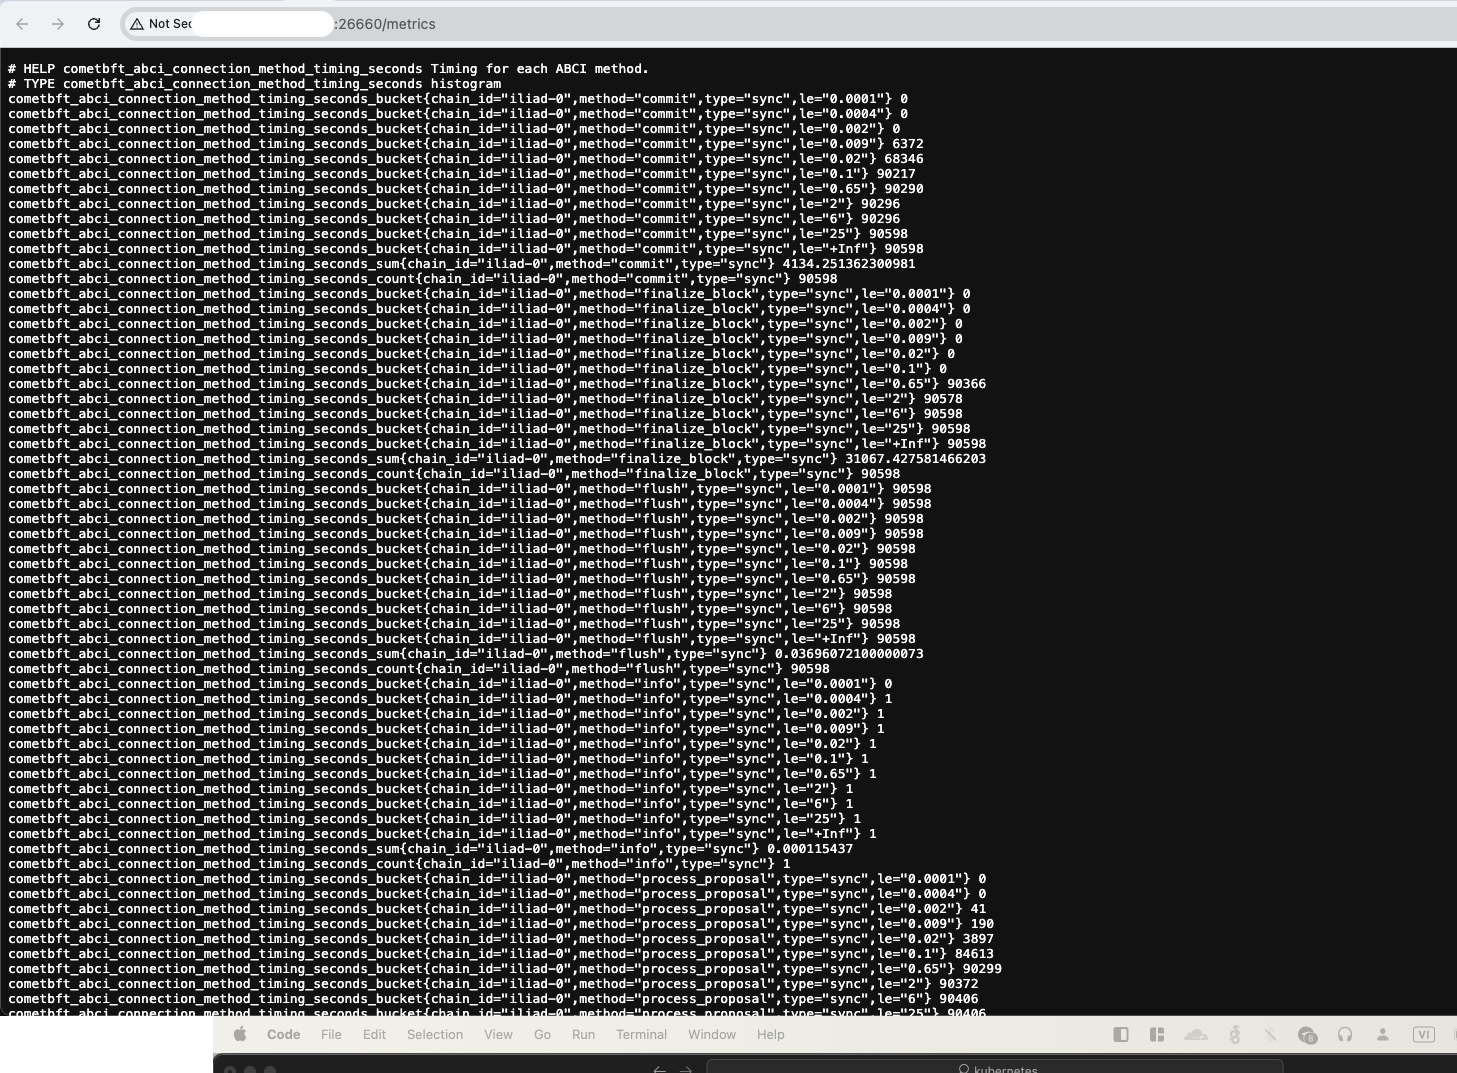 Not Sec :26660/metrics
# HELP cometbft_abci_connection_method_timing_seconds Timing for each ABCI method.
# TYPE cometbft_abci_connection_method_timing_seconds histogram
cometbft_abci_connection_method_timing_seconds_bucket{chain_id="iliad-0",method="commit",type="sync",le="0.0001"} 0
cometbft_abci_connection_method_timing_seconds_bucket{chain_id="iliad-0",method="commit",type="sync",le="0.0004"} 0
cometbft_abci_connection_method_timing_seconds_bucket{chain_id="iliad-0",method="commit",type="sync",le="0.002"} 0
cometbft_abci_connection_method_timing_seconds_bucket{chain_id="iliad-0",method="commit",type="sync",le="0.009"} 6372
cometbft_abci_connection_method_timing_seconds_bucket{chain_id="iliad-0",method="commit",type="sync",le="0.02"} 68346
cometbft_abci_connection_method_timing_seconds_bucket{chain_id="iliad-0",method="commit",type="sync",le="0.1"} 90217
cometbft_abci_connection_method_timing_seconds_bucket{chain_id="iliad-0",method="commit",type="sync",le="0.65"} 90290
cometbft_abci_connection_method_timing_seconds_bucket{chain_id="iliad-0",method="commit",type="sync",le="2"} 90296
cometbft_abci_connection_method_timing_seconds_bucket{chain_id="iliad-0",method="commit",type="sync",le="6"} 90296
cometbft_abci_connection_method_timing_seconds_bucket{chain_id="iliad-0",method="commit",type="sync",le="25"} 90598
cometbft_abci_connection_method_timing_seconds_bucket{chain_id="iliad-0",method="commit",type="sync",le="+Inf"} 90598
cometbft_abci_connection_method_timing_seconds_sum{chain_id="iliad-0",method="commit",type="sync"} 4134.251362300981
cometbft_abci_connection_method_timing_seconds_count{chain_id="iliad-0",method="commit",type="sync"} 90598
cometbft_abci_connection_method_timing_seconds_bucket{chain_id="iliad-0",method="finalize_block",type="sync",le="0.0001"} 0
cometbft_abci_connection_method_timing_seconds_bucket{chain_id="iliad-0",method="finalize_block",type="sync",le="0.0004"} 0
cometbft_abci_connection_method_timing_seconds_bucket{chain_id="iliad-0",method="finalize_block",type="sync",le="0.002"} 0
cometbft_abci_connection_method_timing_seconds_bucket{chain_id="iliad-0",method="finalize_block",type="sync",le="0.009"} 0
cometbft_abci_connection_method_timing_seconds_bucket{chain_id="iliad-0",method="finalize_block",type="sync",le="0.02"} 0
cometbft_abci_connection_method_timing_seconds_bucket{chain_id="iliad-0",method="finalize_block",type="sync",le="0.1"} 0
cometbft_abci_connection_method_timing_seconds_bucket{chain_id="iliad-0",method="finalize_block",type="sync",le="0.65"} 90366
cometbft_abci_connection_method_timing_seconds_bucket{chain_id="iliad-0",method="finalize_block",type="sync",le="2"} 90578
cometbft_abci_connection_method_timing_seconds_bucket{chain_id="iliad-0",method="finalize_block",type="sync",le="6"} 90598
cometbft_abci_connection_method_timing_seconds_bucket{chain_id="iliad-0",method="finalize_block",type="sync",le="25"} 90598
cometbft_abci_connection_method_timing_seconds_bucket{chain_id="iliad-0",method="finalize_block",type="sync",le="+Inf"} 90598
cometbft_abci_connection_method_timing_seconds_sum{chain_id="iliad-0",method="finalize_block",type="sync"} 31067.427581466203
cometbft_abci_connection_method_timing_seconds_count{chain_id="iliad-0",method="finalize_block",type="sync"} 90598
cometbft_abci_connection_method_timing_seconds_bucket{chain_id="iliad-0",method="flush",type="sync",le="0.0001"} 90598
cometbft_abci_connection_method_timing_seconds_bucket{chain_id="iliad-0",method="flush",type="sync",le="0.0004"} 90598
cometbft_abci_connection_method_timing_seconds_bucket{chain_id="iliad-0",method="flush",type="sync",le="0.002"} 90598
cometbft_abci_connection_method_timing_seconds_bucket{chain_id="iliad-0",method="flush",type="sync",le="0.009"} 90598
cometbft_abci_connection_method_timing_seconds_bucket{chain_id="iliad-0",method="flush",type="sync",le="0.02"} 90598
cometbft_abci_connection_method_timing_seconds_bucket{chain_id="iliad-0",method="flush",type="sync",le="0.1"} 90598
cometbft_abci_connection_method_timing_seconds_bucket{chain_id="iliad-0",method="flush",type="sync",le="0.65"} 90598
cometbft_abci_connection_method_timing_seconds_bucket{chain_id="iliad-0",method="flush",type="sync",le="2"} 90598
cometbft_abci_connection_method_timing_seconds_bucket{chain_id="iliad-0",method="flush",type="sync",le="6"} 90598
cometbft_abci_connection_method_timing_seconds_bucket{chain_id="iliad-0",method="flush",type="sync",le="25"} 90598
cometbft_abci_connection_method_timing_seconds_bucket{chain_id="iliad-0",method="flush",type="sync",le="+Inf"} 90598
cometbft_abci_connection_method_timing_seconds_sum{chain_id="iliad-0",method="flush",type="sync"} 0.03696072100000073
cometbft_abci_connection_method_timing_seconds_count{chain_id="iliad-0",method="flush",type="sync"} 90598
cometbft_abci_connection_method_timing_seconds_bucket{chain_id="iliad-0",method="info",type="sync",le="0.0001"} 0
cometbft_abci_connection_method_timing_seconds_bucket{chain_id="iliad-0",method="info",type="sync",le="0.0004"} 1
cometbft_abci_connection_method_timing_seconds_bucket{chain_id="iliad-0",method="info",type="sync",le="0.002"} 1
cometbft_abci_connection_method_timing_seconds_bucket{chain_id="iliad-0",method="info",type="sync",le="0.009"} 1
cometbft_abci_connection_method_timing_seconds_bucket{chain_id="iliad-0",method="info",type="sync",le="0.02"} 1
cometbft_abci_connection_method_timing_seconds_bucket{chain_id="iliad-0",method="info",type="sync",le="0.1"} 1
cometbft_abci_connection_method_timing_seconds_bucket{chain_id="iliad-0",method="info",type="sync",le="0.65"} 1
cometbft_abci_connection_method_timing_seconds_bucket{chain_id="iliad-0",method="info",type="sync",le="2"} 1
cometbft_abci_connection_method_timing_seconds_bucket{chain_id="iliad-0",method="info",type="sync",le="6"} 1
cometbft_abci_connection_method_timing_seconds_bucket{chain_id="iliad-0",method="info",type="sync",le="25"} 1
cometbft_abci_connection_method_timing_seconds_bucket{chain_id="iliad-0",method="info",type="sync",le="+Inf"} 1
cometbft_abci_connection_method_timing_seconds_sum{chain_id="iliad-0",method="info",type="sync"} 0.000115437
cometbft_abci_connection_method_timing_seconds_count{chain_id="iliad-0",method="info",type="sync"} 1
cometbft_abci_connection_method_timing_seconds_bucket{chain_id="iliad-0",method="process_proposal",type="sync",le="0.0001"} 0
cometbft_abci_connection_method_timing_seconds_bucket{chain_id="iliad-0",method="process_proposal",type="sync",le="0.0004"} 0
cometbft_abci_connection_method_timing_seconds_bucket{chain_id="iliad-0",method="process_proposal",type="sync",le="0.002"} 41
cometbft_abci_connection_method_timing_seconds_bucket{chain_id="iliad-0",method="process_proposal",type="sync",le="0.009"} 190
cometbft_abci_connection_method_timing_seconds_bucket{chain_id="iliad-0",method="process_proposal",type="sync",le="0.02"} 3897
cometbft_abci_connection_method_timing_seconds_bucket{chain_id="iliad-0",method="process_proposal",type="sync",le="0.1"} 84613
cometbft_abci_connection_method_timing_seconds_bucket{chain_id="iliad-0",method="process_proposal",type="sync",le="0.65"} 90299
cometbft_abci_connection_method_timing_seconds_bucket{chain_id="iliad-0",method="process_proposal",type="sync",le="2"} 90372
cometbft_abci_connection_method_timing_seconds_bucket{chain_id="iliad-0",method="process_proposal",type="sync",le="6"} 90406
cometbft_abci_connection_method_timing_seconds_bucket{chain_id="iliad-0",method="process_proposal",type="sync",le="25"} 90406
Code File Edit Selection View Go Run Terminal Window Help VI
kubernetes